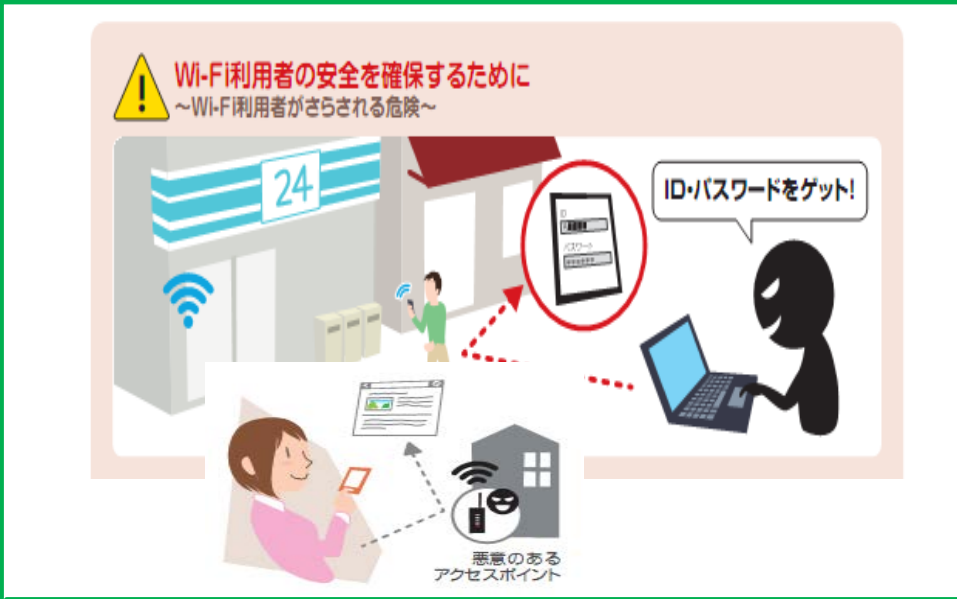 Wi-Fi利用者の安全を確保するために
～Wi-Fi利用者がさらされる危険～
24
ID・パスワードをゲット!
ID
パスワード
悪意のある
アクセスポイント